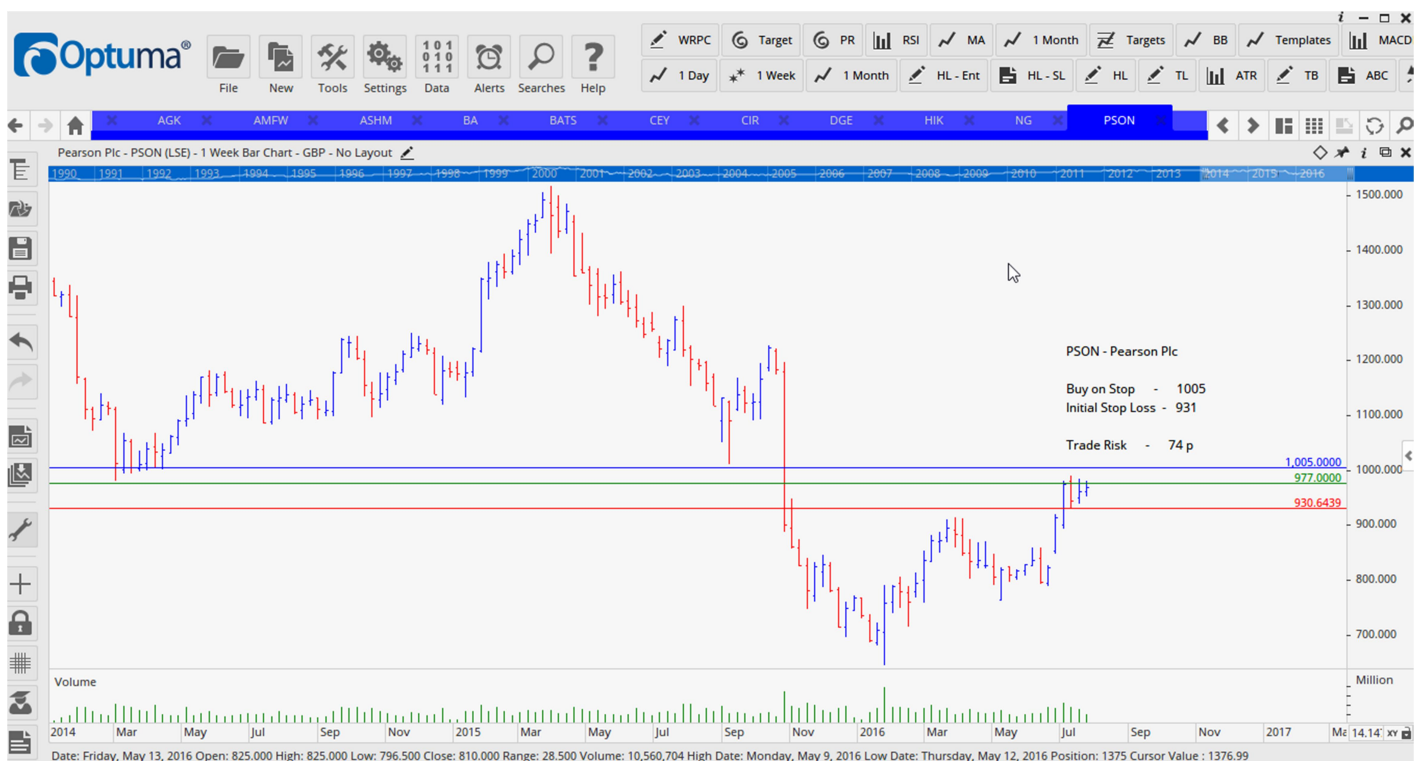 i
Optuma®
File New Tools Settings Data Alerts Searches Help
101
010
111
WRPC Target PR RSI MA 1 Month Targets BB Templates MACD
1 Day 1 Week 1 Month HL - Ent HL - SL HL TL ATR TB ABC
AGK AMFW ASHM BA BATS CEY CIR DGE HIK NG PSON
Pearson Plc - PSON (LSE) - 1 Week Bar Chart - GBP - No Layout
i
1990 1991 1992 1993 1994 1995 1996 1997 1998 1999 2000 2001 2002 2003 2004 2005 2006 2007 2008 2009 2010 2011 2012 2013 2014 2015 2016
1500.000
1400.000
1300.000
PSON - Pearson Plc
1200.000
Buy on Stop - 1005
Initial Stop Loss - 931
1100.000
Trade Risk - 74 p
1,005.0000
1000.000
977.0000
930.6439
900.000
800.000
700.000
Volume
Million
2014 Mar May Jul Sep Nov 2015 Mar May Jul Sep Nov 2016 Mar May Jul Sep Nov 2017 14.14 XY
Date: Friday, May 13, 2016 Open: 825.000 High: 825.000 Low: 796.500 Close: 810.000 Range: 28.500 Volume: 10,560,704 High Date: Monday, May 9, 2016 Low Date: Thursday, May 12, 2016 Position: 1375 Cursor Value : 1376.99